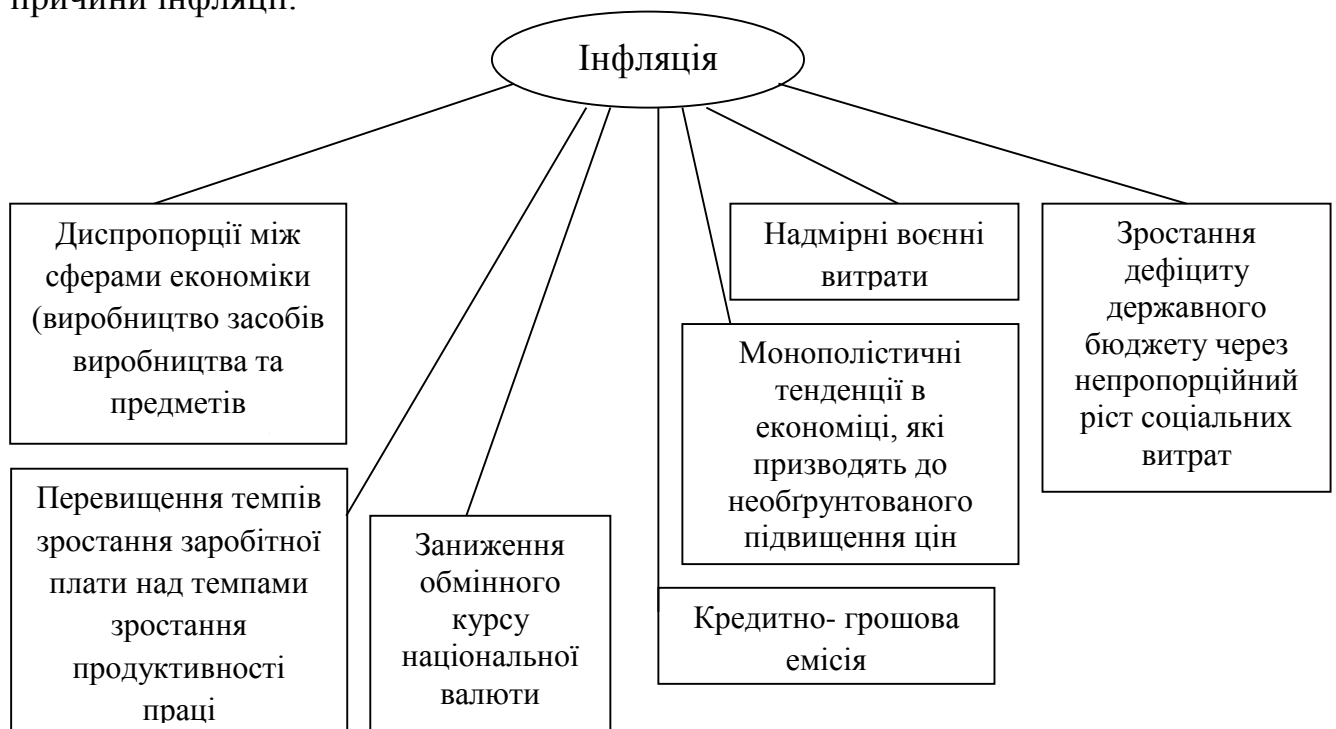 причини інфляції.
Інфляція
Диспропорції між
сферами економіки
(виробництво засобів
виробництва та
предметів
Надмірні воєнні
витрати
Зростання
дефіциту
державного
бюджету через
непропорційний
ріст соціальних
витрат
Монополістичні
тенденції в
економіці, які
призводять до
необґрунтованого
підвищення цін
Перевищення темпів
зростання заробітної
плати над темпами
зростання
продуктивності
праці
Заниження
обмінного
курсу
національної
валюти
Кредитно- грошова
емісія